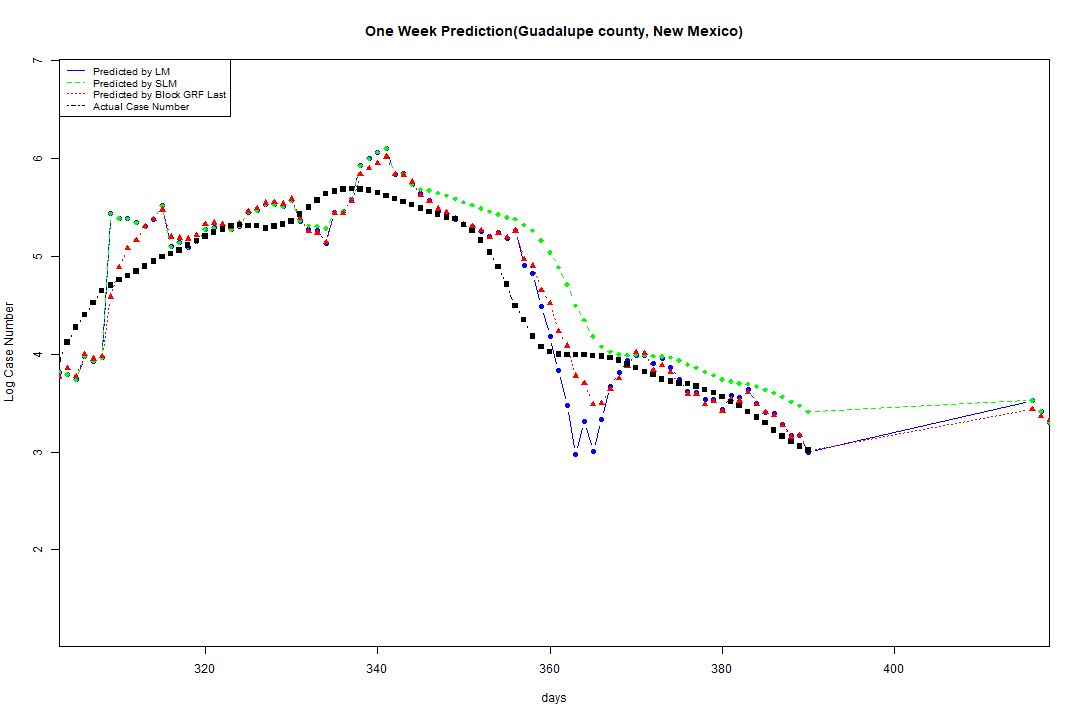 One Week Prediction(Guadalupe county, New Mexico)
Predicted by LM
Predicted by SLM
Predicted by Block GRF Last
Actual Case Number
7
6
5
4
3
2
Log Case Number
320 340 360 380 400
days